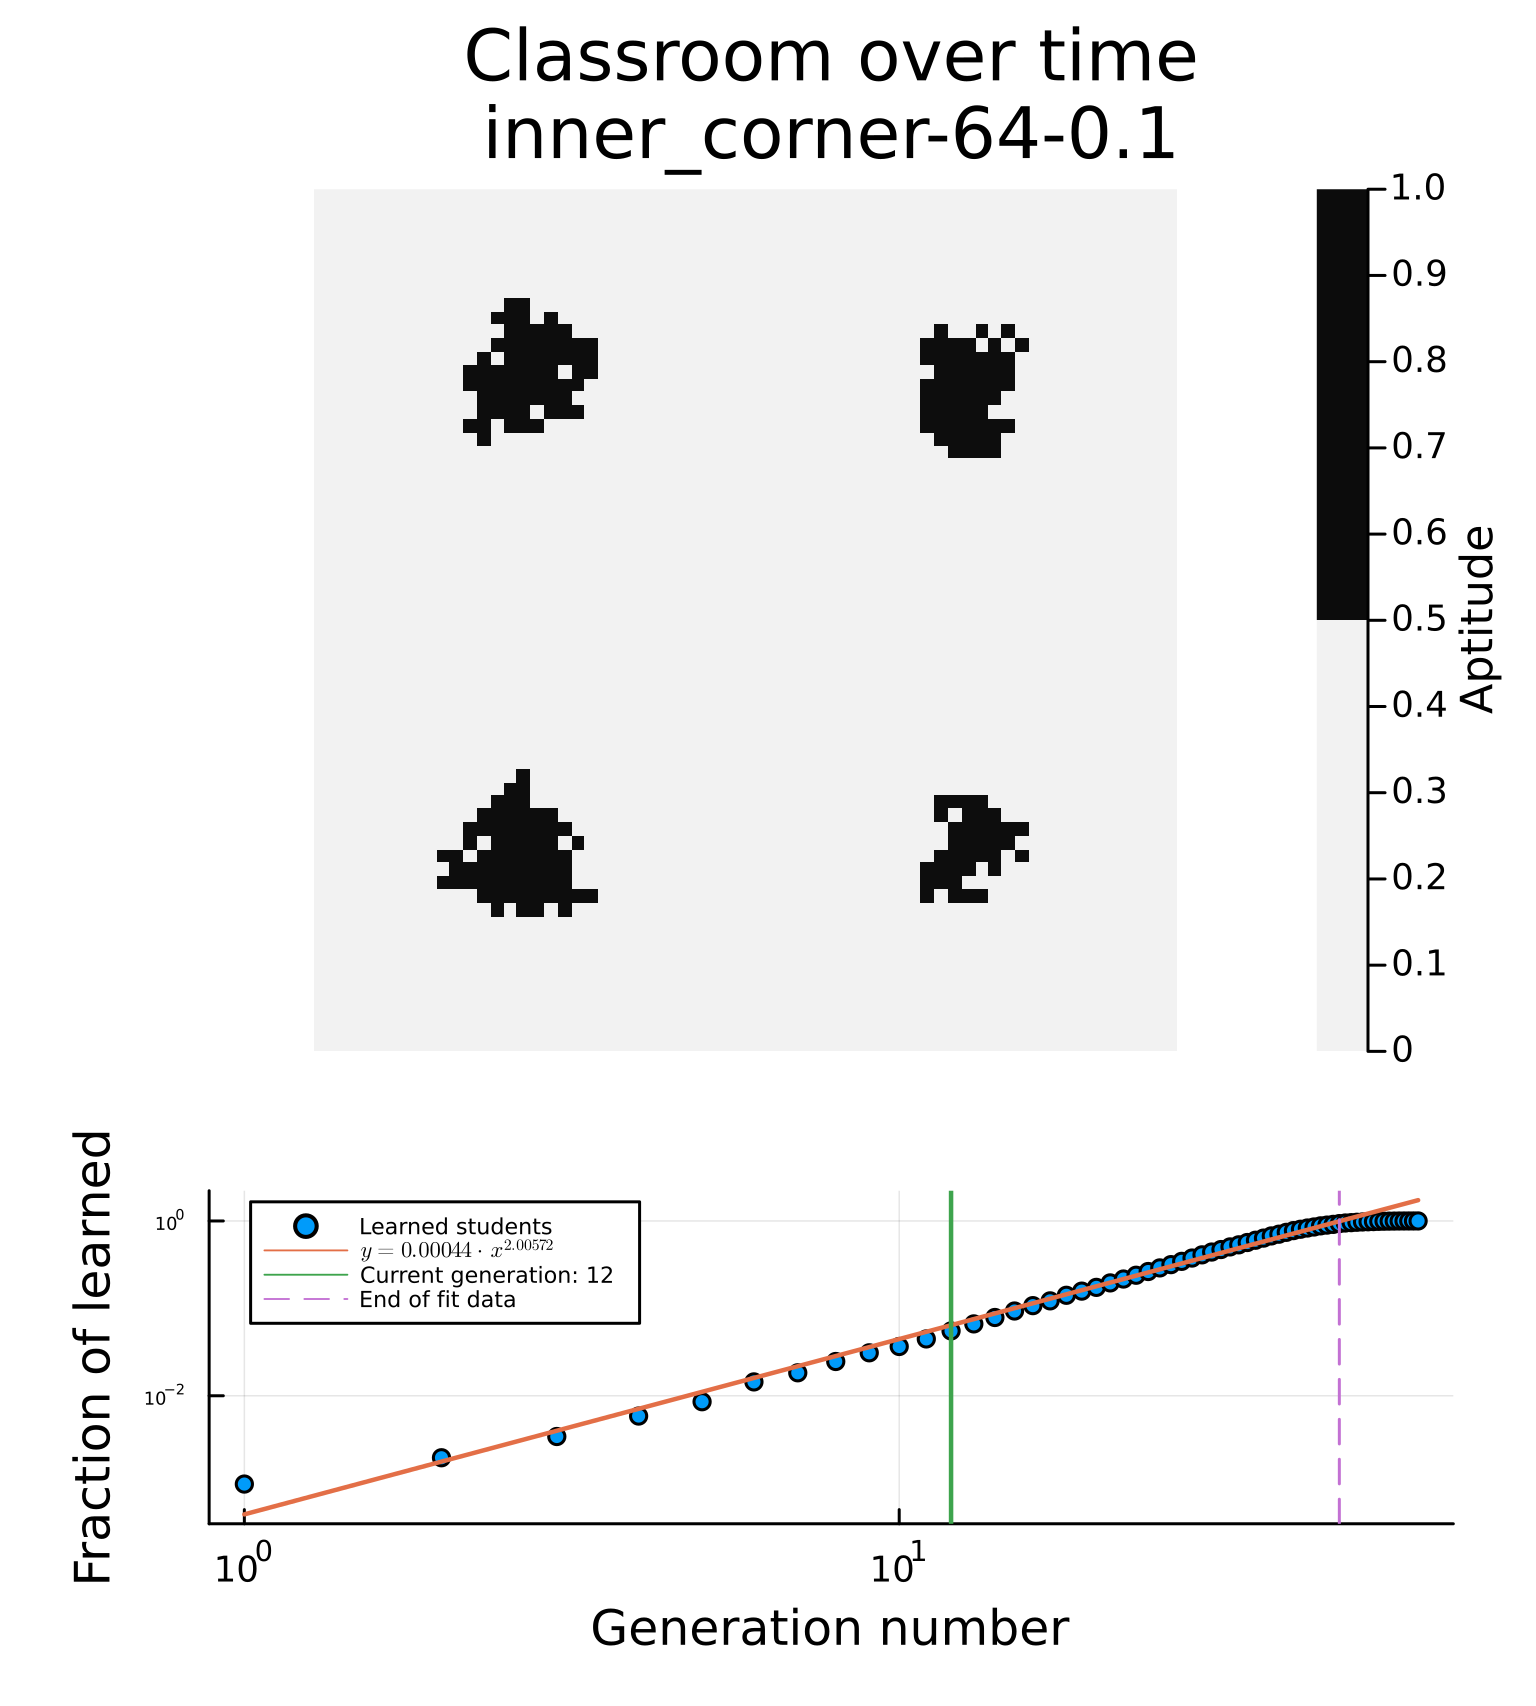 Classroom over time
inner_corner-64-0.1
1.0
0.9
0.8
0.7
0.6
0.5
0.4
0.3
0.2
0.1
0
Aptitude
Fraction of learned
10^0
10^-2
Learned students
y = 0.00044 · x^2.00572
Current generation: 12
End of fit data
10^0
10^1
Generation number